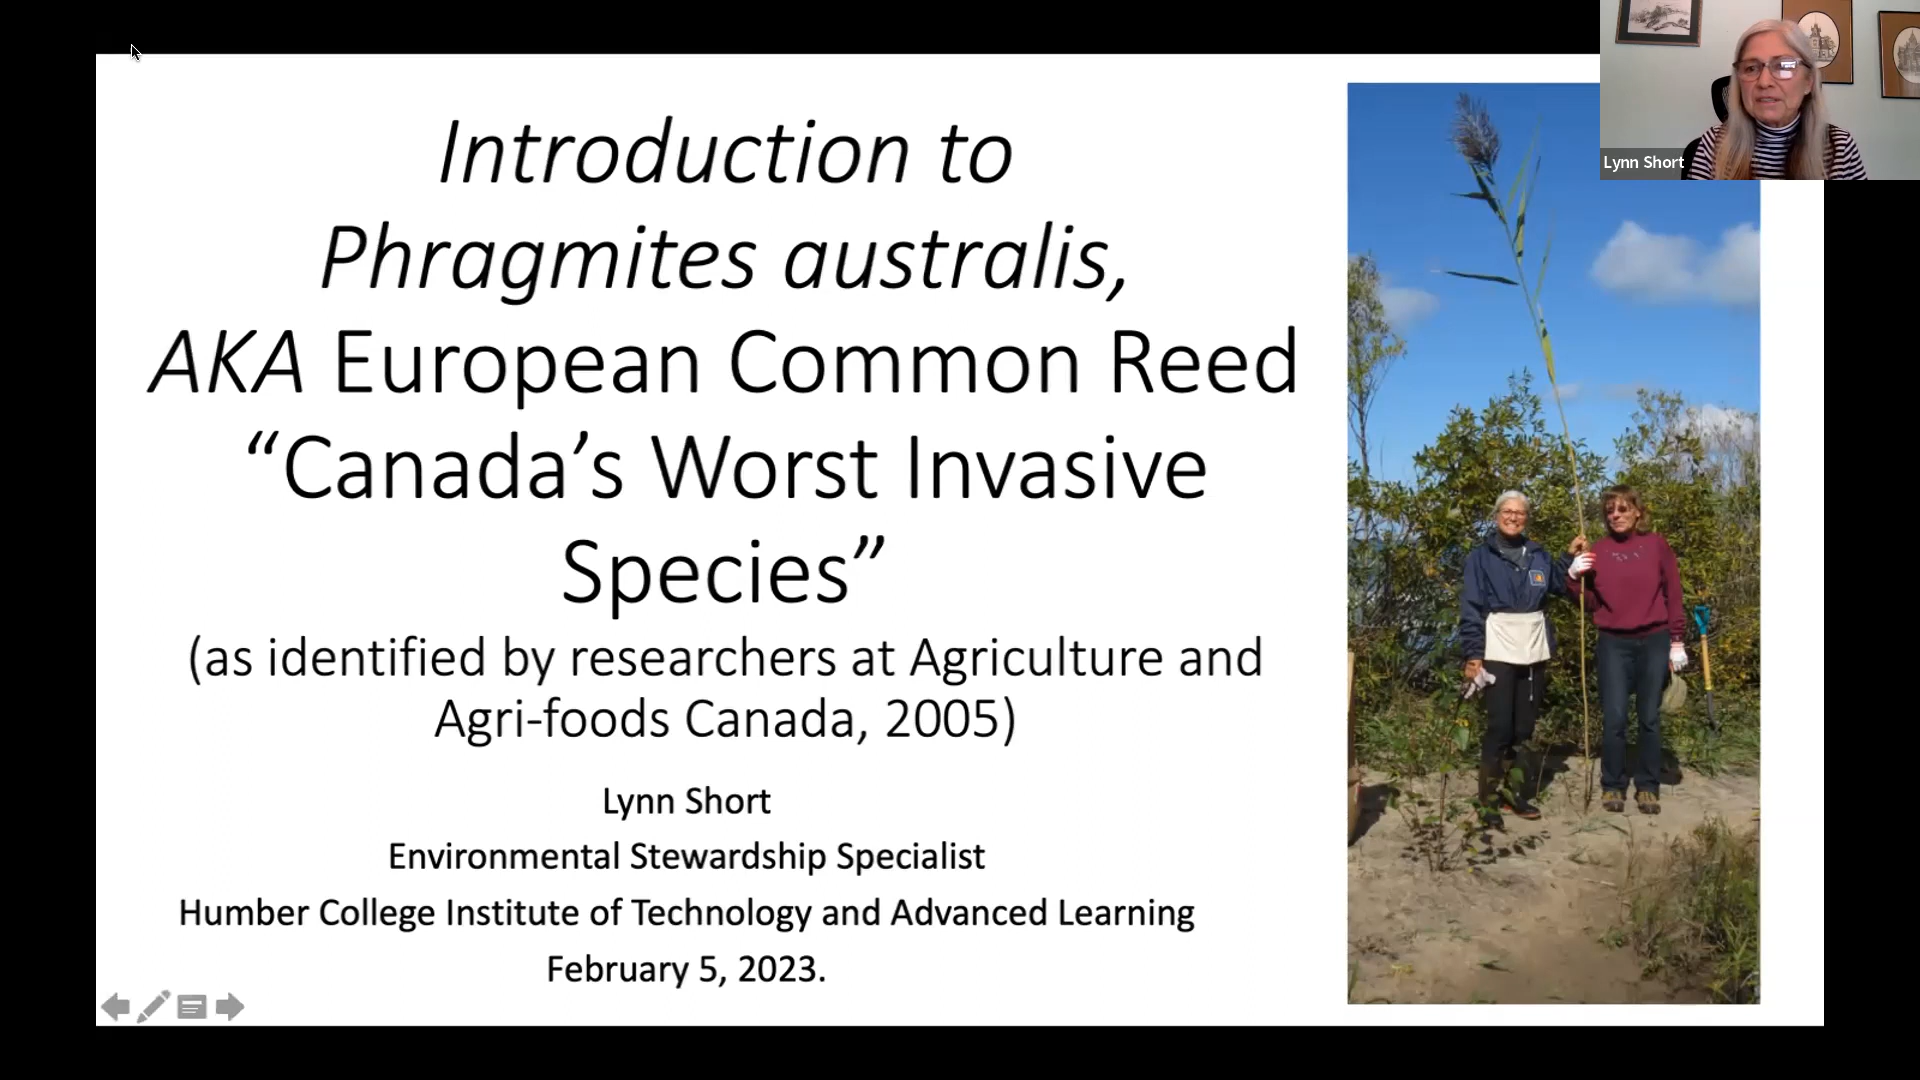 Introduction to
Phragmites australis,
AKA European Common Reed
“Canada’s Worst Invasive
Species”
(as identified by researchers at Agriculture and
Agri-foods Canada, 2005)
Lynn Short
Environmental Stewardship Specialist
Humber College Institute of Technology and Advanced Learning
February 5, 2023.
Lynn Short